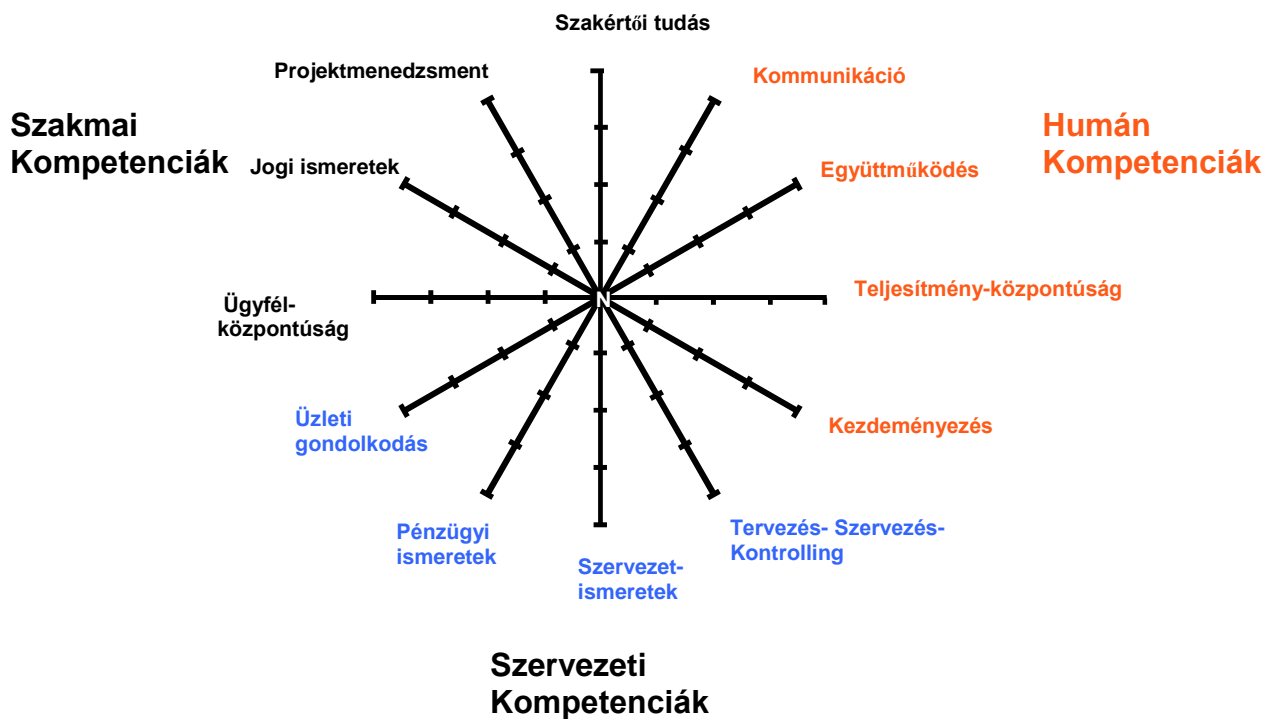 Szakértői tudás
Projektmenedzsment
Kommunikáció
Szakmai
Kompetenciák
Humán
Kompetenciák
Jogi ismeretek
Együttműködés
N
Teljesítmény-központúság
Ügyfél-
központúság
Üzleti
gondolkodás
Kezdeményezés
Pénzügyi
ismeretek
Szervezet-
ismeretek
Tervezés- Szervezés-
Kontrolling
Szervezeti
Kompetenciák